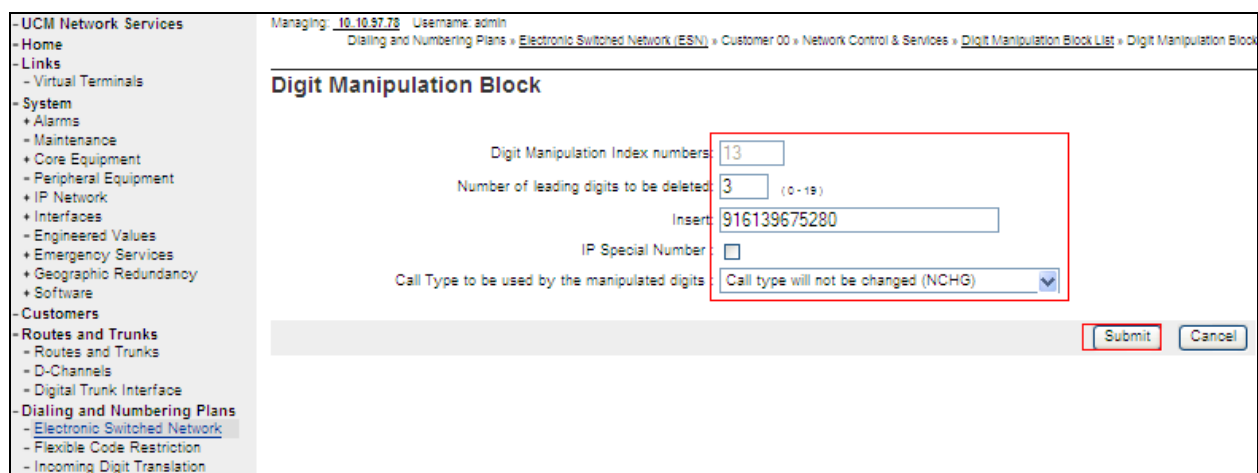 - UCM Network Services
- Home
- Links
- Virtual Terminals
- System
+ Alarms
- Maintenance
+ Core Equipment
- Peripheral Equipment
+ IP Network
+ Interfaces
- Engineered Values
+ Emergency Services
+ Geographic Redundancy
+ Software
- Customers
- Routes and Trunks
- Routes and Trunks
- D-Channels
- Digital Trunk Interface
- Dialing and Numbering Plans
- Electronic Switched Network
- Flexible Code Restriction
- Incoming Digit Translation
Managing: 10.10.97.78 Username: admin
Dialing and Numbering Plans » Electronic Switched Network (ESN) » Customer 00 » Network Control & Services » Digit Manipulation Block List » Digit Manipulation Block
Digit Manipulation Block
Digit Manipulation Index numbers: 13
Number of leading digits to be deleted: 3 (0 - 19)
Insert: 916139675280
IP Special Number :
Call Type to be used by the manipulated digits : Call type will not be changed (NCHG)
Submit Cancel